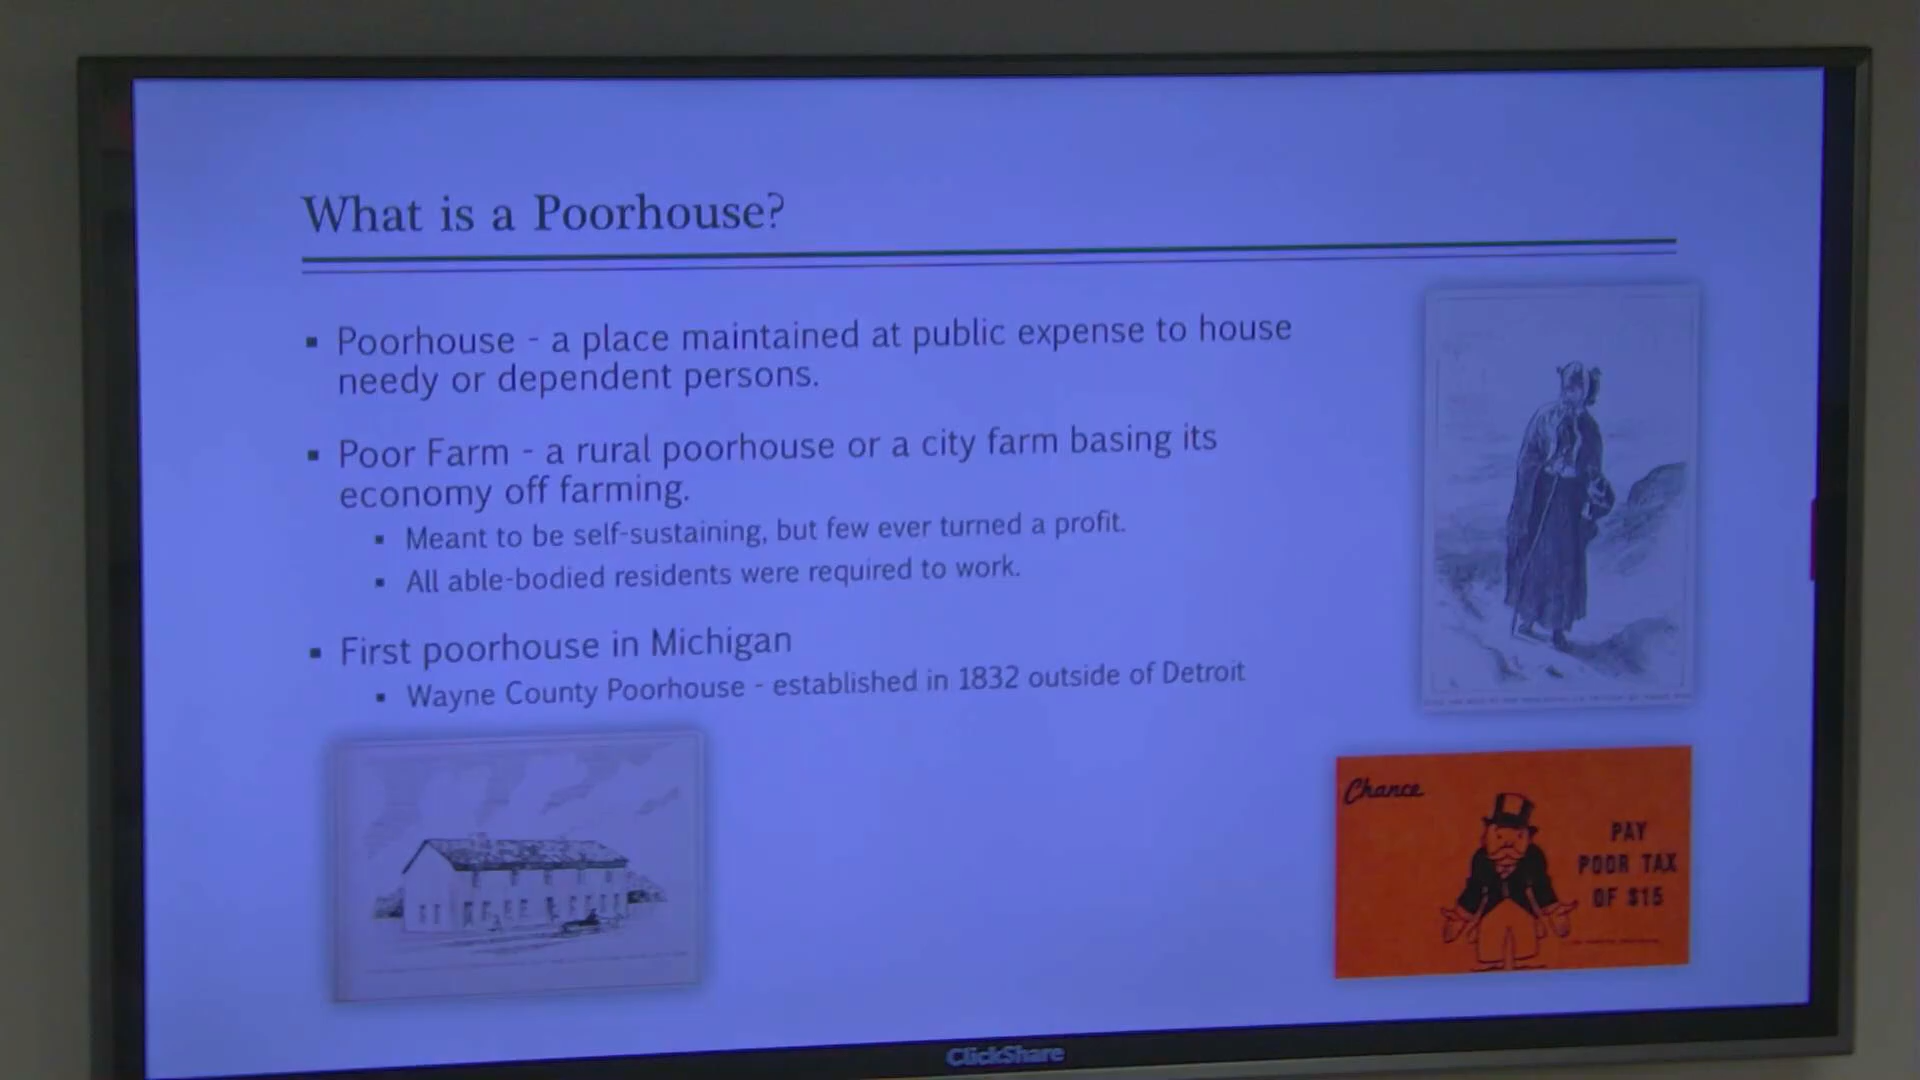 What is a Poorhouse?
▪ Poorhouse - a place maintained at public expense to house
needy or dependent persons.
▪ Poor Farm - a rural poorhouse or a city farm basing its
economy off farming.
▪ Meant to be self-sustaining, but few ever turned a profit.
▪ All able-bodied residents were required to work.
▪ First poorhouse in Michigan
▪ Wayne County Poorhouse - established in 1832 outside of Detroit
Chance
PAY
POOR TAX
OF $15
ClickShare